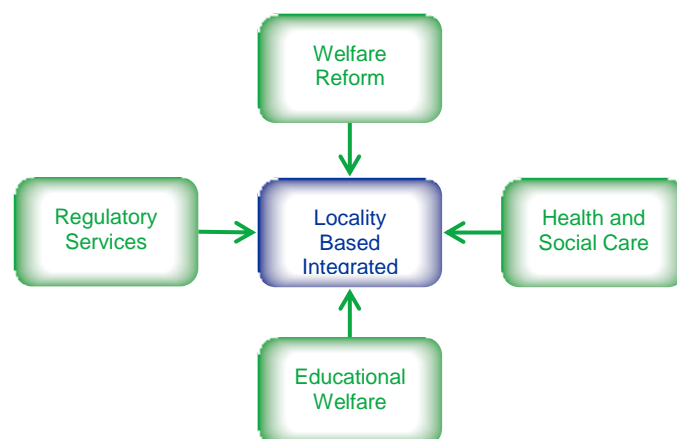 Welfare
Reform
Regulatory
Services
Locality
Based
Integrated
Health and
Social Care
Educational
Welfare